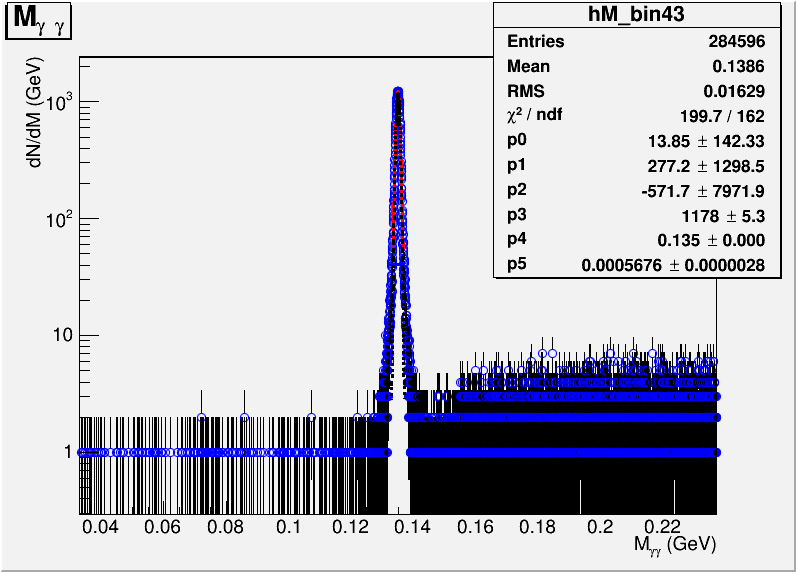 M γ γ
hM_bin43
Entries 284596
Mean 0.1386
RMS 0.01629
χ² / ndf 199.7 / 162
p0 13.85 ± 142.33
p1 277.2 ± 1298.5
p2 -571.7 ± 7971.9
p3 1178 ± 5.3
p4 0.135 ± 0.000
p5 0.0005676 ± 0.0000028
dN/dM (GeV)
10³
10²
10
1
0.04 0.06 0.08 0.1 0.12 0.14 0.16 0.18 0.2 0.22
Mγγ (GeV)